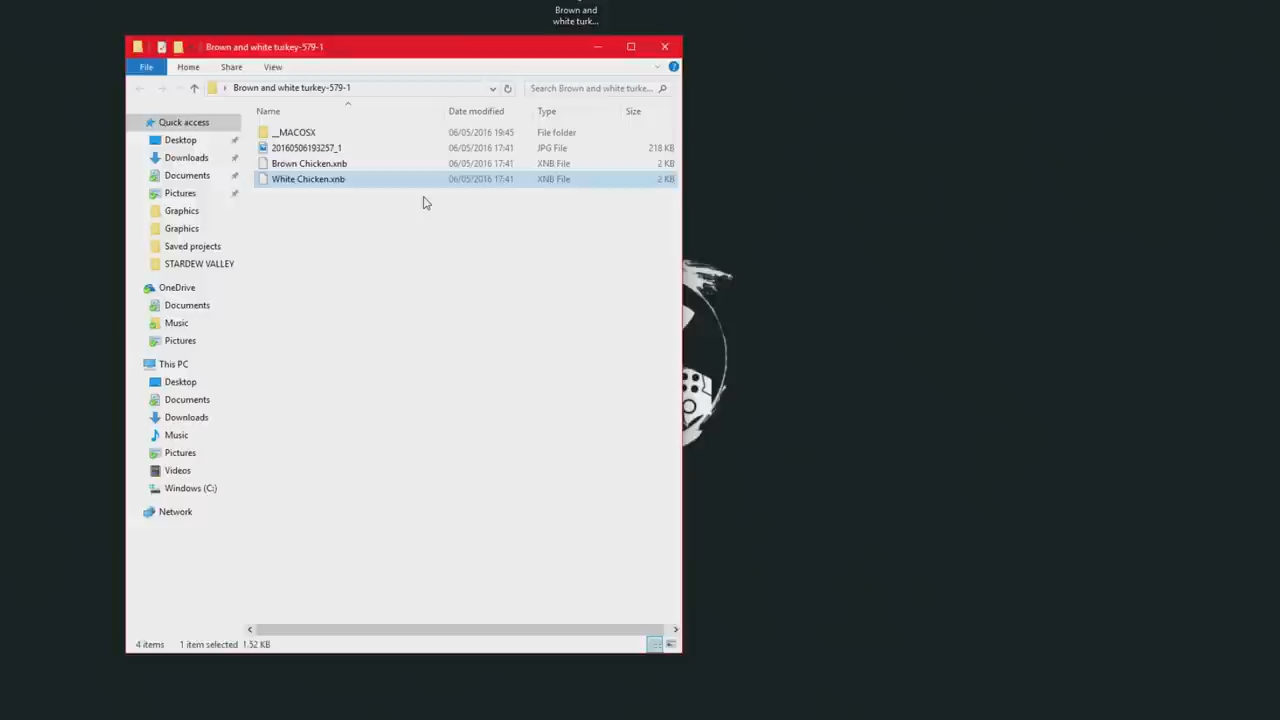 Brown and
white turk...
Brown and white turkey-579-1
File Home Share View
Brown and white turkey-579-1
Search Brown and white turke...
Name Date modified Type Size
__MACOSX 06/05/2016 19:45 File folder
20160506193257_1 06/05/2016 17:41 JPG File 218 KB
Brown Chicken.xnb 06/05/2016 17:41 XNB File 2 KB
White Chicken.xnb 06/05/2016 17:41 XNB File 2 KB
Quick access
Desktop
Downloads
Documents
Pictures
Graphics
Graphics
Saved projects
STARDEW VALLEY
OneDrive
Documents
Music
Pictures
This PC
Desktop
Documents
Downloads
Music
Pictures
Videos
Windows (C:)
Network
4 items 1 item selected 1.52 KB